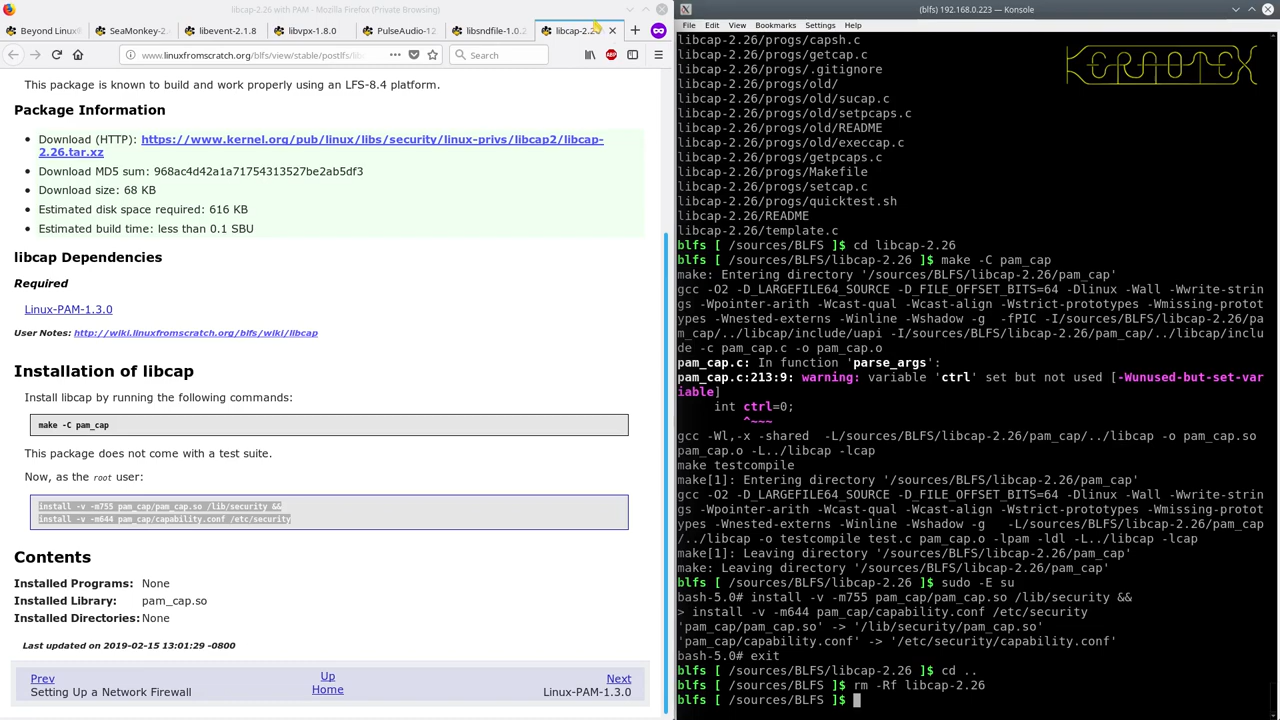 libcap-2.26 with PAM - Mozilla Firefox (Private Browsing)
Beyond Linux
SeaMonkey-2.
libevent-2.1.8
libvpx-1.8.0
PulseAudio-12
libsndfile-1.0.2
libcap-2.2
www.linuxfromscratch.org/blfs/view/stable/postlfs/lib
Search
This package is known to build and work properly using an LFS-8.4 platform.
Package Information
Download (HTTP): https://www.kernel.org/pub/linux/libs/security/linux-privs/libcap2/libcap-
2.26.tar.xz
Download MD5 sum: 968ac4d42a1a71754313527be2ab5df3
Download size: 68 KB
Estimated disk space required: 616 KB
Estimated build time: less than 0.1 SBU
libcap Dependencies
Required
Linux-PAM-1.3.0
User Notes: http://wiki.linuxfromscratch.org/blfs/wiki/libcap
Installation of libcap
Install libcap by running the following commands:
make -C pam_cap
This package does not come with a test suite.
Now, as the root user:
install -v -m755 pam_cap/pam_cap.so /lib/security &&
install -v -m644 pam_cap/capability.conf /etc/security
Contents
Installed Programs: None
Installed Library: pam_cap.so
Installed Directories: None
Last updated on 2019-02-15 13:01:29 -0800
Prev
Setting Up a Network Firewall
Up
Home
Next
Linux-PAM-1.3.0
(blfs) 192.168.0.223 — Konsole
File Edit View Bookmarks Settings Help
KERAOTEX
libcap-2.26/progs/capsh.c
libcap-2.26/progs/getcap.c
libcap-2.26/progs/.gitignore
libcap-2.26/progs/old/
libcap-2.26/progs/old/sucap.c
libcap-2.26/progs/old/setpcaps.c
libcap-2.26/progs/old/README
libcap-2.26/progs/old/execcap.c
libcap-2.26/progs/getpcaps.c
libcap-2.26/progs/Makefile
libcap-2.26/progs/setcap.c
libcap-2.26/progs/quicktest.sh
libcap-2.26/README
libcap-2.26/template.c
blfs [ /sources/BLFS ]$ cd libcap-2.26
blfs [ /sources/BLFS/libcap-2.26 ]$ make -C pam_cap
make: Entering directory '/sources/BLFS/libcap-2.26/pam_cap'
gcc -O2 -D_LARGEFILE64_SOURCE -D_FILE_OFFSET_BITS=64 -Dlinux -Wall -Wwrite-strin
gs -Wpointer-arith -Wcast-qual -Wcast-align -Wstrict-prototypes -Wmissing-protot
ypes -Wnested-externs -Winline -Wshadow -g  -fPIC -I/sources/BLFS/libcap-2.26/pa
m_cap/../libcap/include/uapi -I/sources/BLFS/libcap-2.26/pam_cap/../libcap/inclu
de -c pam_cap.c -o pam_cap.o
pam_cap.c: In function 'parse_args':
pam_cap.c:213:9: warning: variable 'ctrl' set but not used [-Wunused-but-set-var
iable]
int ctrl=0;
^~~~
gcc -Wl,-x -shared  -L/sources/BLFS/libcap-2.26/pam_cap/../libcap -o pam_cap.so
pam_cap.o -L../libcap -lcap
make testcompile
make[1]: Entering directory '/sources/BLFS/libcap-2.26/pam_cap'
gcc -O2 -D_LARGEFILE64_SOURCE -D_FILE_OFFSET_BITS=64 -Dlinux -Wall -Wwrite-strin
gs -Wpointer-arith -Wcast-qual -Wcast-align -Wstrict-prototypes -Wmissing-protot
ypes -Wnested-externs -Winline -Wshadow -g   -L/sources/BLFS/libcap-2.26/pam_cap
/../libcap -o testcompile test.c pam_cap.o -lpam -ldl -L../libcap -lcap
make[1]: Leaving directory '/sources/BLFS/libcap-2.26/pam_cap'
make: Leaving directory '/sources/BLFS/libcap-2.26/pam_cap'
blfs [ /sources/BLFS/libcap-2.26 ]$ sudo -E su
bash-5.0# install -v -m755 pam_cap/pam_cap.so /lib/security &&
> install -v -m644 pam_cap/capability.conf /etc/security
'pam_cap/pam_cap.so' -> '/lib/security/pam_cap.so'
'pam_cap/capability.conf' -> '/etc/security/capability.conf'
bash-5.0# exit
blfs [ /sources/BLFS/libcap-2.26 ]$ cd ..
blfs [ /sources/BLFS ]$ rm -Rf libcap-2.26
blfs [ /sources/BLFS ]$